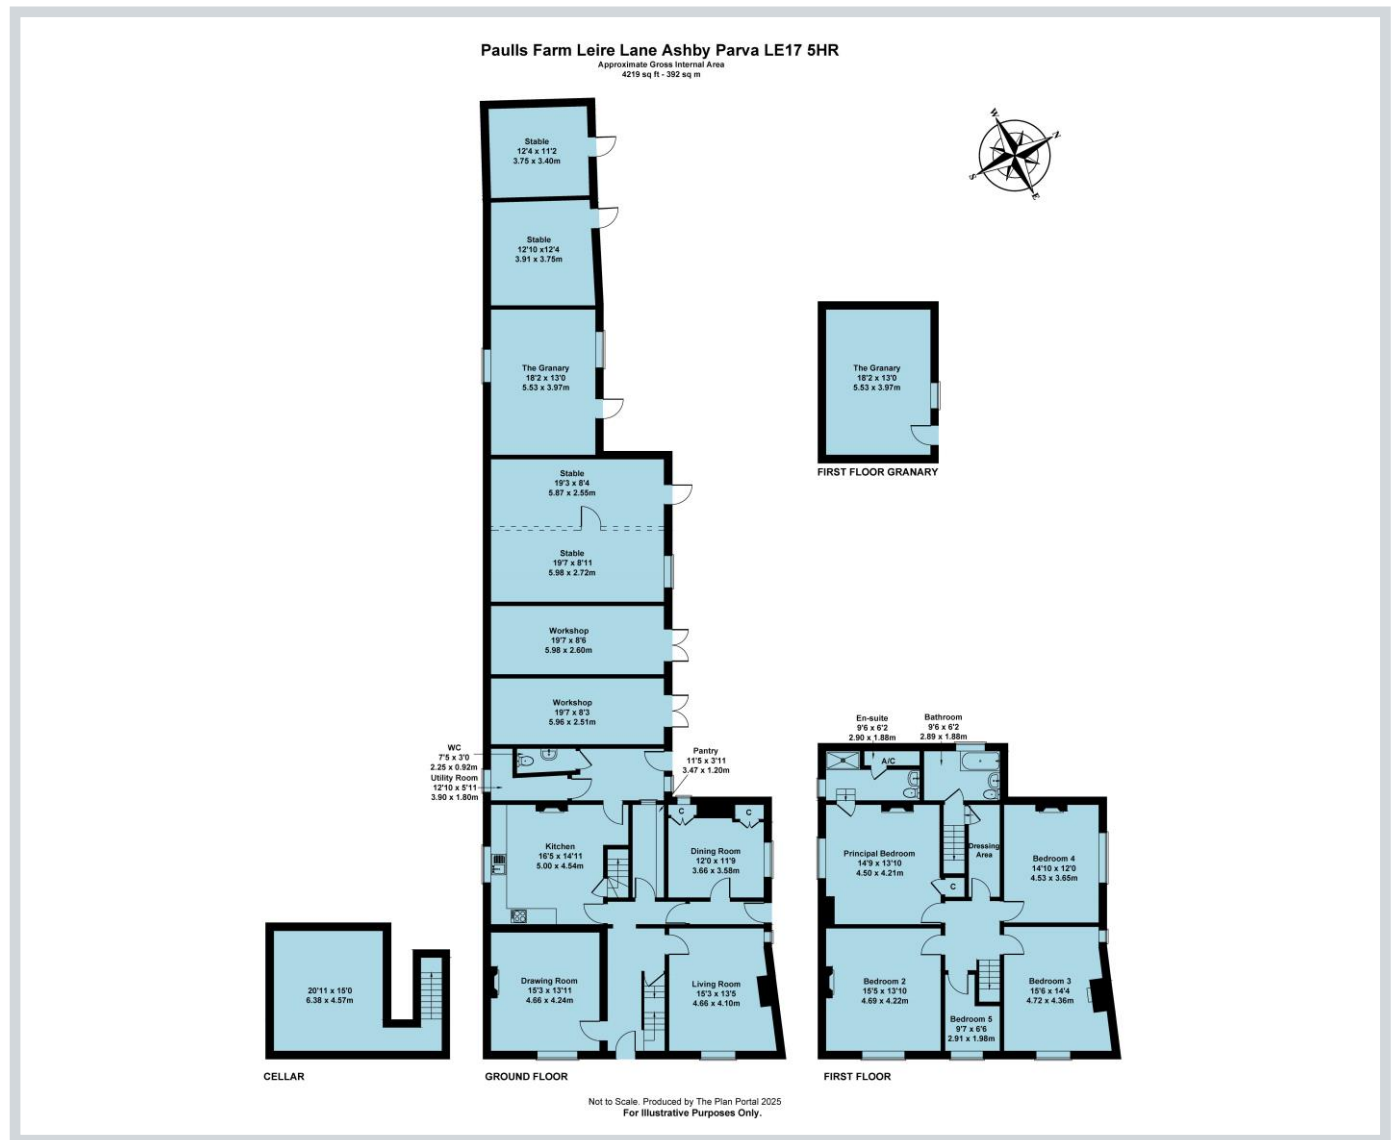 Paulls Farm Leire Lane Ashby Parva LE17 5HR
Approximate Gross Internal Area
4219 sq ft - 392 sq m
W
N
S
E
Stable
12'4 x 11'2
3.75 x 3.40m
Stable
12'10 x12'4
3.91 x 3.75m
The Granary
18'2 x 13'0
5.53 x 3.97m
The Granary
18'2 x 13'0
5.53 x 3.97m
FIRST FLOOR GRANARY
Stable
19'3 x 8'4
5.87 x 2.55m
Stable
19'7 x 8'11
5.98 x 2.72m
Workshop
19'7 x 8'6
5.98 x 2.60m
Workshop
19'7 x 8'3
5.96 x 2.51m
WC
7'5 x 3'0
2.25 x 0.92m
Utility Room
12'10 x 5'11
3.90 x 1.80m
Pantry
11'5 x 3'11
3.47 x 1.20m
C
C
Kitchen
16'5 x 14'11
5.00 x 4.54m
Dining Room
12'0 x 11'9
3.66 x 3.58m
Drawing Room
15'3 x 13'11
4.66 x 4.24m
Living Room
15'3 x 13'5
4.66 x 4.10m
En-suite
9'6 x 6'2
2.90 x 1.88m
Bathroom
9'6 x 6'2
2.89 x 1.88m
A/C
Principal Bedroom
14'9 x 13'10
4.50 x 4.21m
Dressing
Area
C
Bedroom 4
14'10 x 12'0
4.53 x 3.65m
Bedroom 2
15'5 x 13'10
4.69 x 4.22m
Bedroom 3
15'6 x 14'4
4.72 x 4.36m
Bedroom 5
9'7 x 6'6
2.91 x 1.98m
20'11 x 15'0
6.38 x 4.57m
CELLAR
GROUND FLOOR
FIRST FLOOR
Not to Scale. Produced by The Plan Portal 2025
For Illustrative Purposes Only.